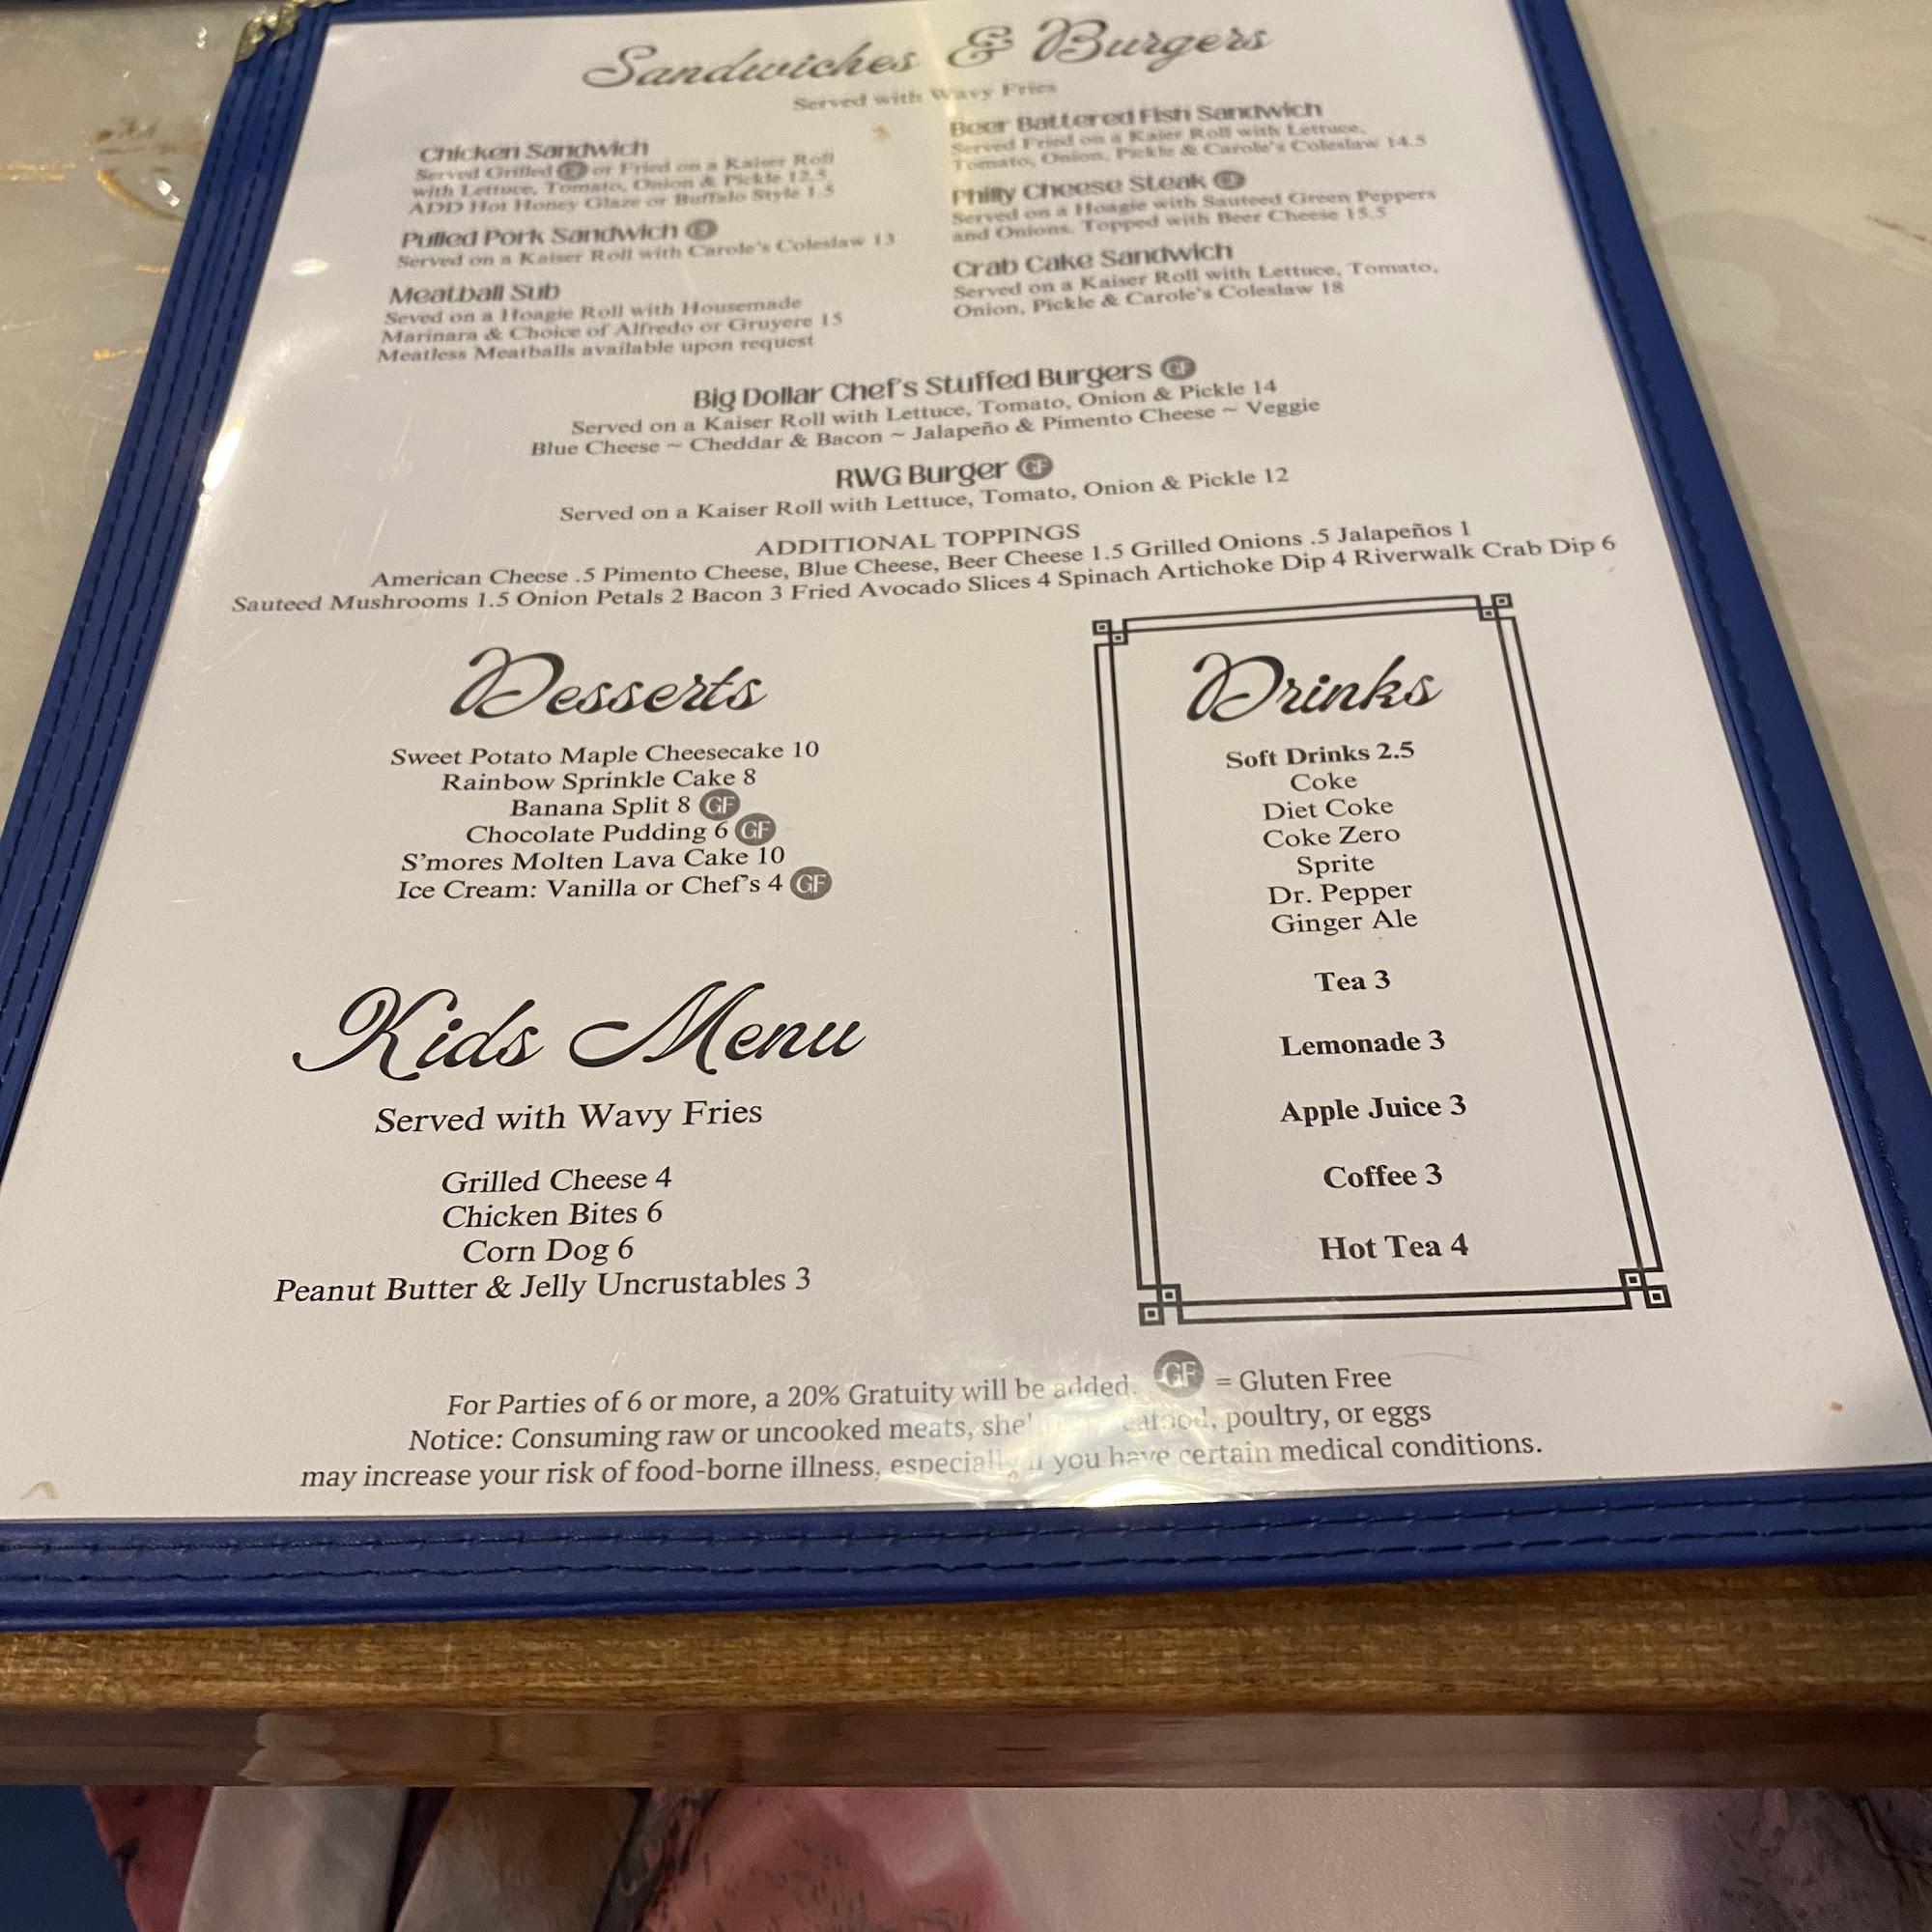 Sandwiches & Burgers
Served with Wavy Fries
Chicken Sandwich
Served Grilled GF or Fried on a Kaiser Roll
with Lettuce, Tomato, Onion & Pickle 12.5
ADD Hot Honey Glaze or Buffalo Style 1.5
Pulled Pork Sandwich GF
Served on a Kaiser Roll with Carole's Coleslaw 13
Meatball Sub
Seved on a Hoagie Roll with Housemade
Marinara & Choice of Alfredo or Gruyere 15
Meatless Meatballs available upon request
Beer Battered Fish Sandwich
Served Fried on a Kaier Roll with Lettuce,
Tomato, Onion, Pickle & Carole's Coleslaw 14.5
Philly Cheese Steak GF
Served on a Hoagie with Sauteed Green Peppers
and Onions. Topped with Beer Cheese 15.5
Crab Cake Sandwich
Served on a Kaiser Roll with Lettuce, Tomato,
Onion, Pickle & Carole's Coleslaw 18
Big Dollar Chef's Stuffed Burgers GF
Served on a Kaiser Roll with Lettuce, Tomato, Onion & Pickle 14
Blue Cheese ~ Cheddar & Bacon ~ Jalapeño & Pimento Cheese ~ Veggie
RWG Burger GF
Served on a Kaiser Roll with Lettuce, Tomato, Onion & Pickle 12
ADDITIONAL TOPPINGS
American Cheese .5 Pimento Cheese, Blue Cheese, Beer Cheese 1.5 Grilled Onions .5 Jalapeños 1
Sauteed Mushrooms 1.5 Onion Petals 2 Bacon 3 Fried Avocado Slices 4 Spinach Artichoke Dip 4 Riverwalk Crab Dip 6
Desserts
Sweet Potato Maple Cheesecake 10
Rainbow Sprinkle Cake 8
Banana Split 8 GF
Chocolate Pudding 6 GF
S'mores Molten Lava Cake 10
Ice Cream: Vanilla or Chef's 4 GF
Kids Menu
Served with Wavy Fries
Grilled Cheese 4
Chicken Bites 6
Corn Dog 6
Peanut Butter & Jelly Uncrustables 3
Drinks
Soft Drinks 2.5
Coke
Diet Coke
Coke Zero
Sprite
Dr. Pepper
Ginger Ale
Tea 3
Lemonade 3
Apple Juice 3
Coffee 3
Hot Tea 4
For Parties of 6 or more, a 20% Gratuity will be added. GF = Gluten Free
Notice: Consuming raw or uncooked meats, seafood, poultry, or eggs
may increase your risk of food-borne illness, especially if you have certain medical conditions.